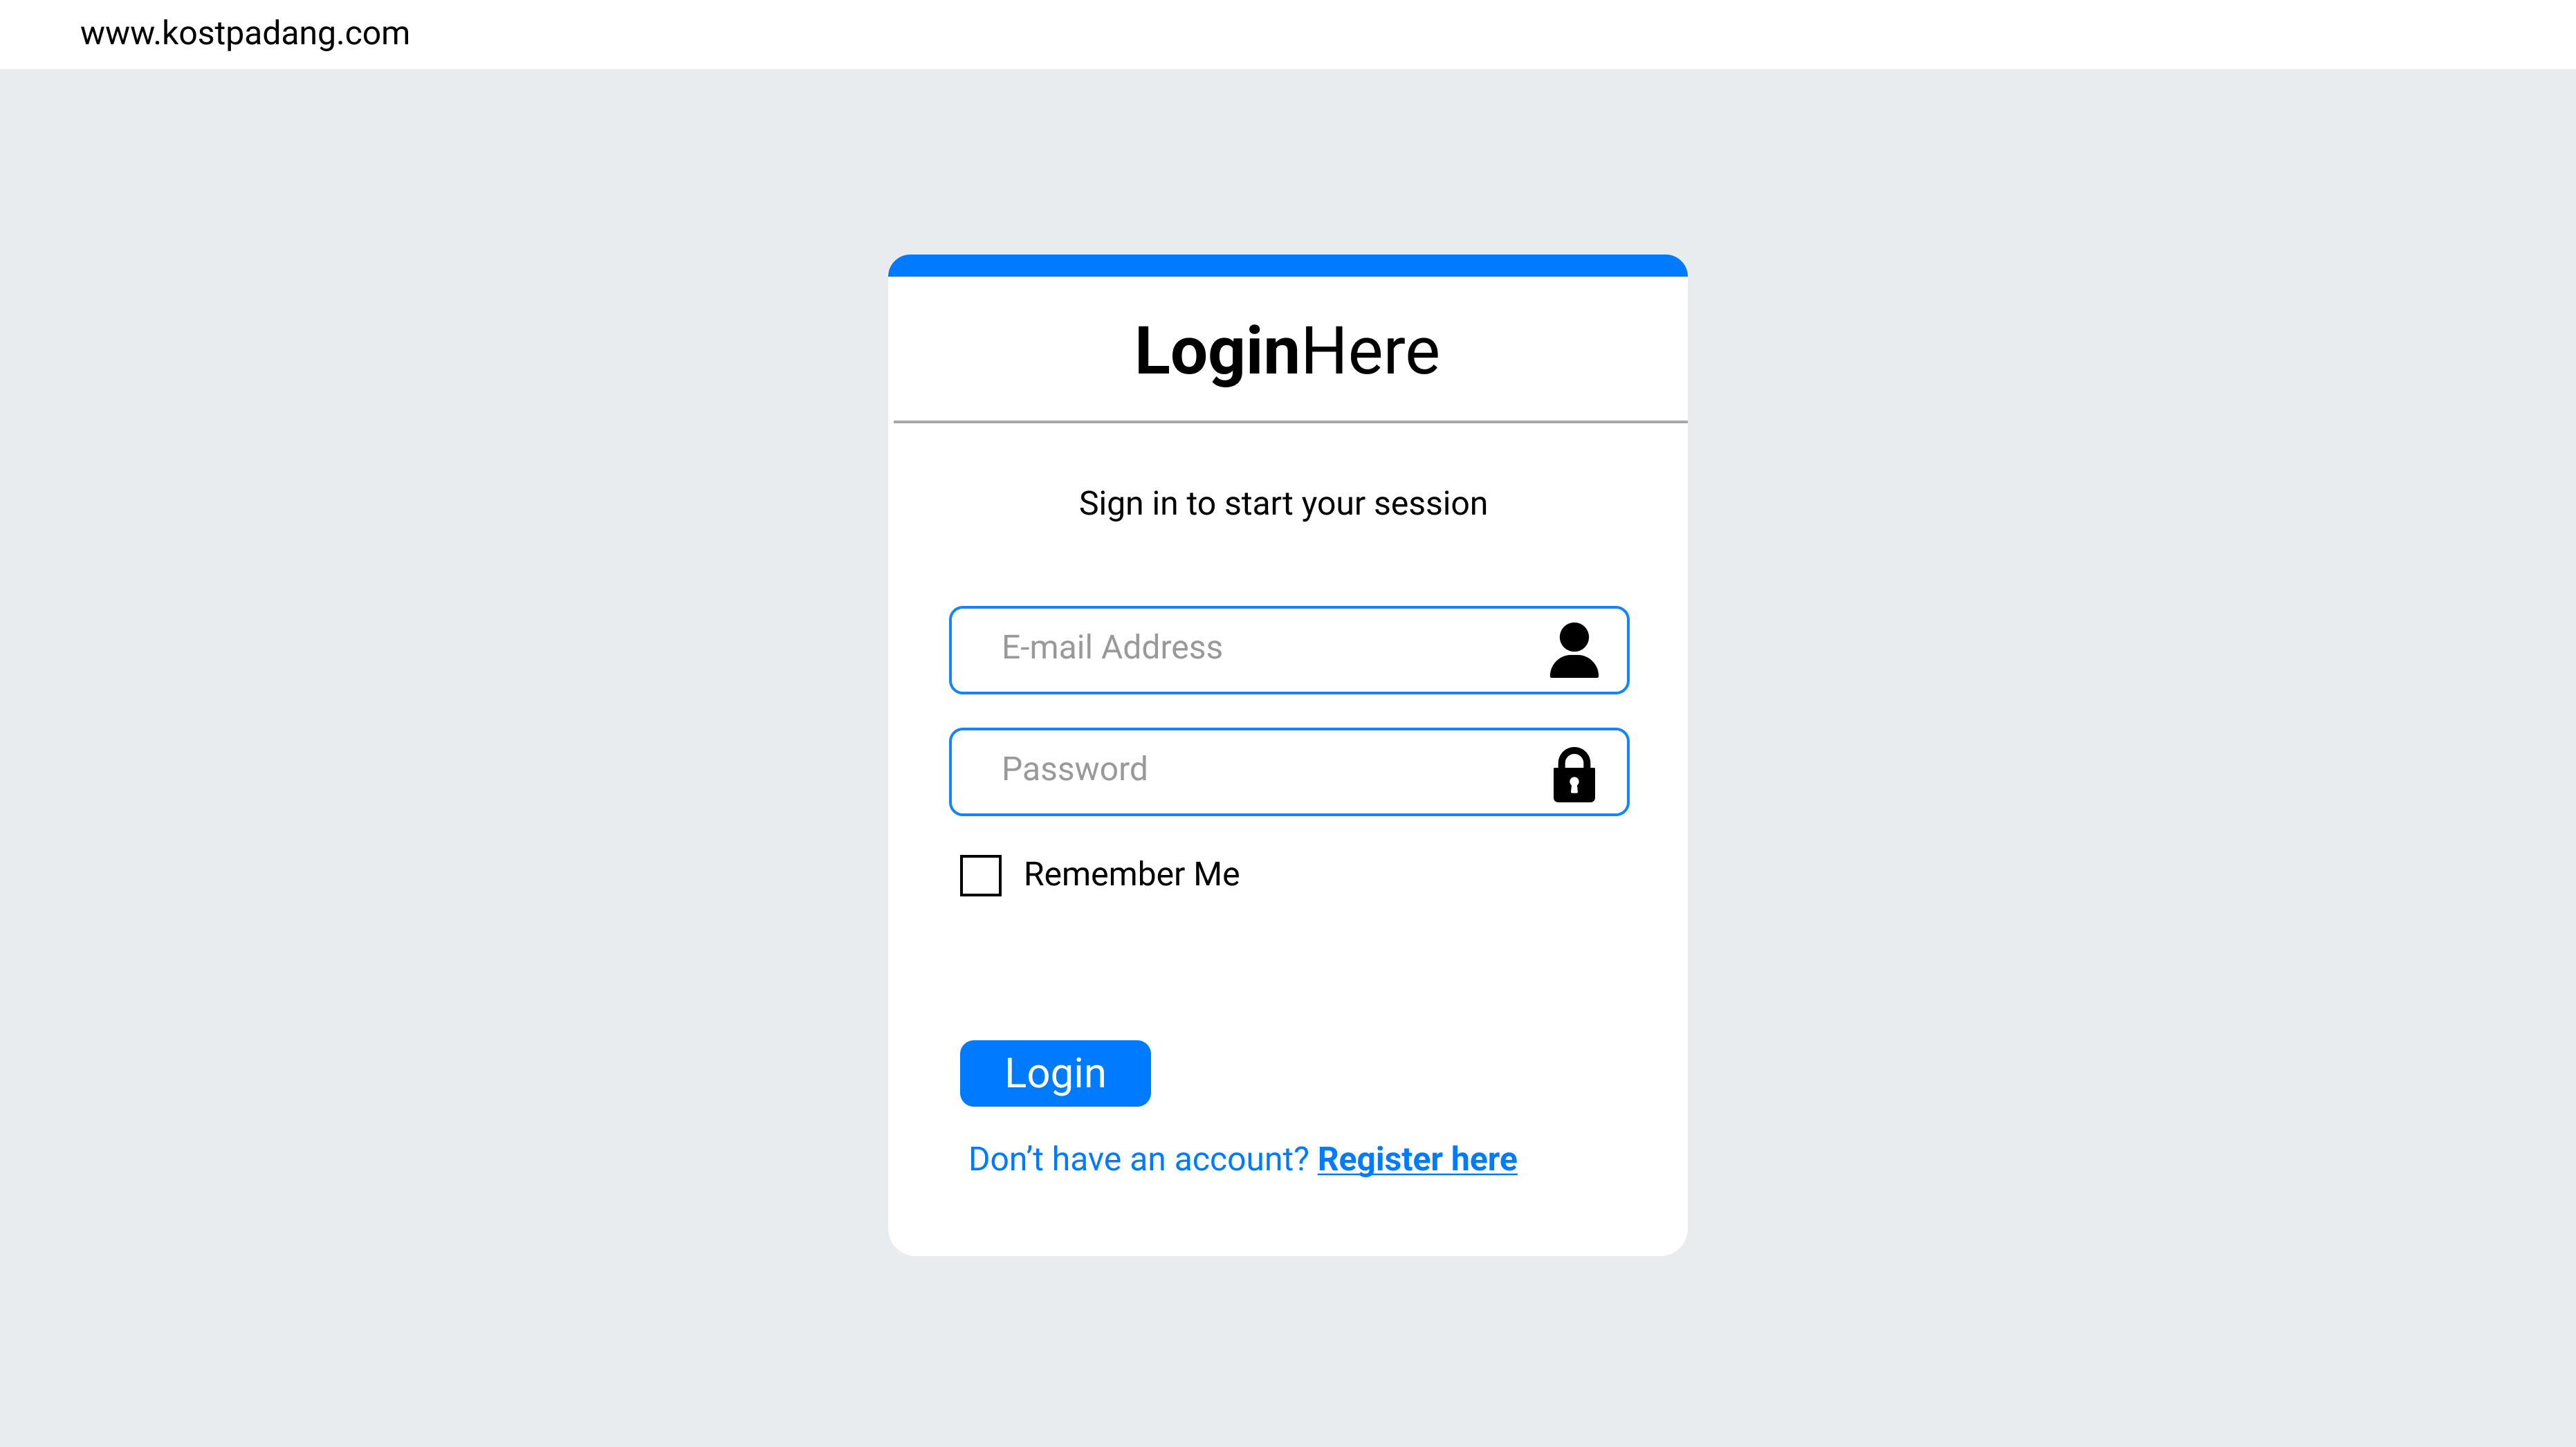 www.kostpadang.com
LoginHere
Sign in to start your session
E-mail Address
Password
Remember Me
Login
Don’t have an account? Register here